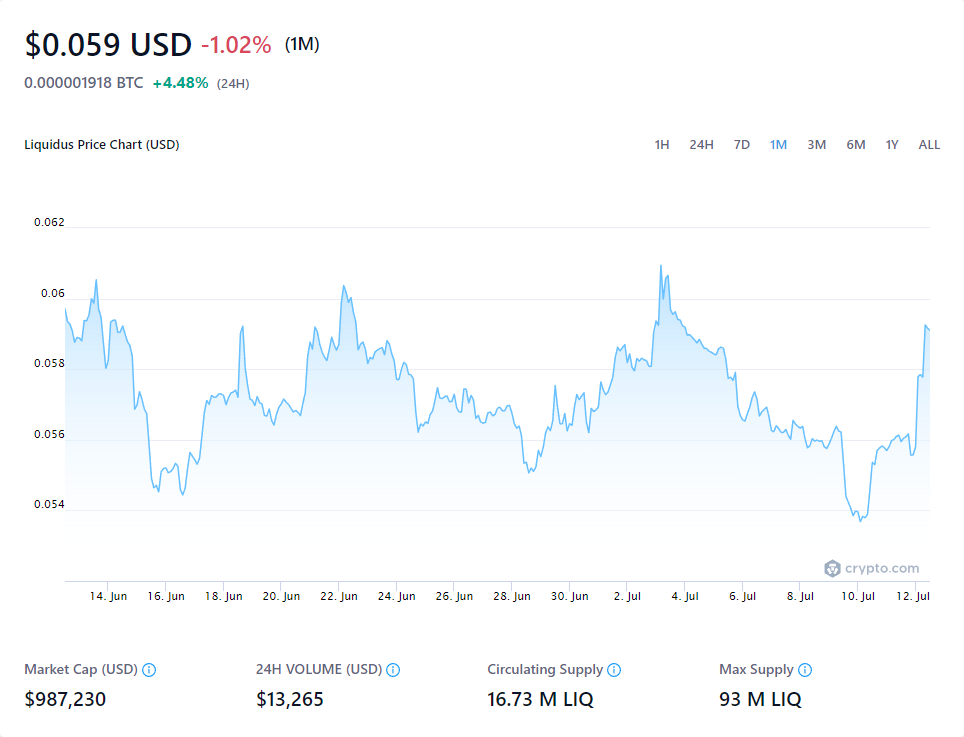 $0.059 USD -1.02% (1M)
0.000001918 BTC +4.48% (24H)
Liquidus Price Chart (USD) 1H 24H 7D 1M 3M 6M 1Y ALL
0.062
0.06
0.058
0.056
0.054
crypto.com
14. Jun 16. Jun 18. Jun 20. Jun 22. Jun 24. Jun 26. Jun 28. Jun 30. Jun 2. Jul 4. Jul 6. Jul 8. Jul 10. Jul 12. Jul
Market Cap (USD) 24H VOLUME (USD) Circulating Supply Max Supply
$987,230 $13,265 16.73 M LIQ 93 M LIQ